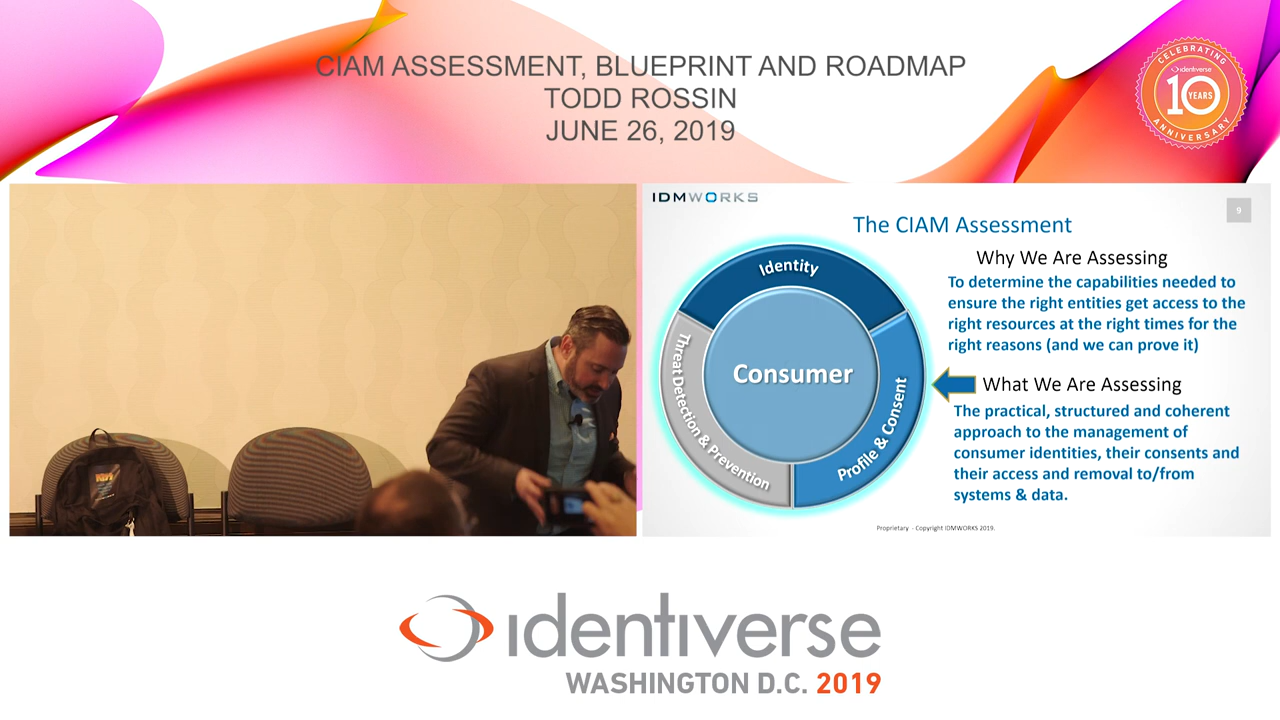 CIAM ASSESSMENT, BLUEPRINT AND ROADMAP
TODD ROSSIN
JUNE 26, 2019
CELEBRATING
identiverse
10
YEARS
ANNIVERSARY
IDMWORKS
9
The CIAM Assessment
Identity
Consumer
Threat Detection & Prevention
Profile & Consent
Why We Are Assessing
To determine the capabilities needed to
ensure the right entities get access to the
right resources at the right times for the
right reasons (and we can prove it)
What We Are Assessing
The practical, structured and coherent
approach to the management of
consumer identities, their consents and
their access and removal to/from
systems & data.
Proprietary - Copyright IDMWORKS 2019.
identiverse
WASHINGTON D.C. 2019